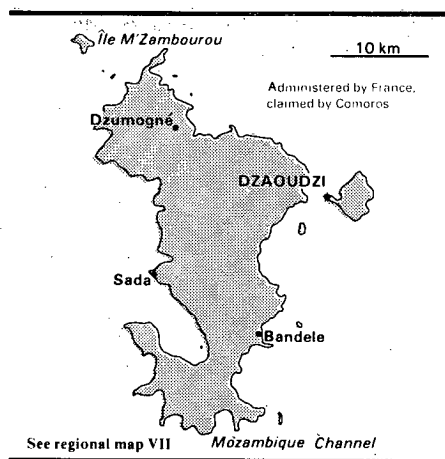 Île M'Zambourou
10 km
Administered by France,
claimed by Comoros
Dzumogné
DZAOUDZI
Sada
Bandele
See regional map VII
Mozambique Channel